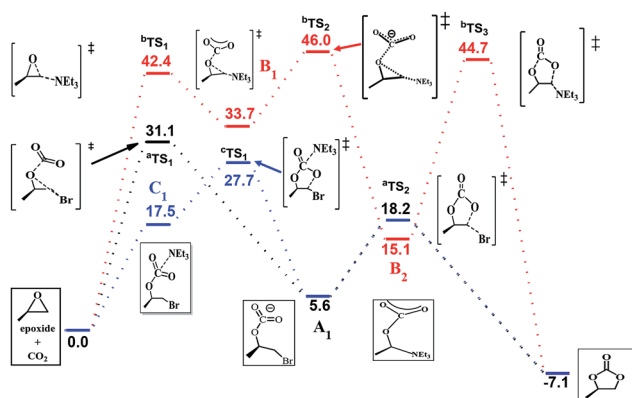 ᵇTS₁
42.4
ᵇTS₂
46.0
ᵇTS₃
44.7
‡
‡
‡
‡
O
NEt₃
O
O
C
O
NEt₃
B₁
33.7
O
O
C
⊖
O
NEt₃
O
O
O
NEt₃
‡
O
O
O
Br
31.1
ᵃTS₁
ᶜTS₁
27.7
‡
O
NEt₃
C
O
O
Br
C₁
17.5
ᵃTS₂
18.2
‡
O
C
O
O
Br
15.1
B₂
NEt₃
O
C
O
O
Br
O
epoxide
+
CO₂
0.0
⊖
O
C
O
O
Br
5.6
A₁
O
C
O
O
NEt₃
-7.1
O
O
O